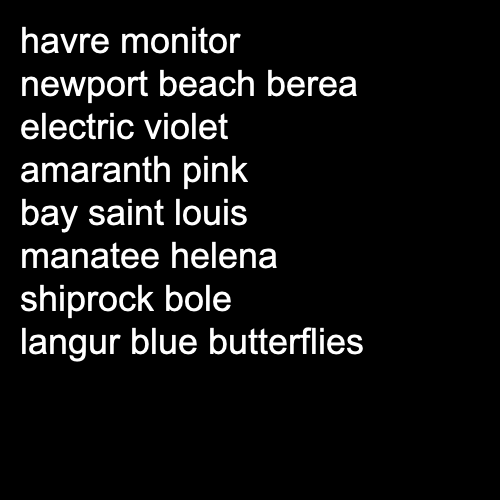 havre monitor
newport beach berea
electric violet
amaranth pink
bay saint louis
manatee helena
shiprock bole
langur blue butterflies